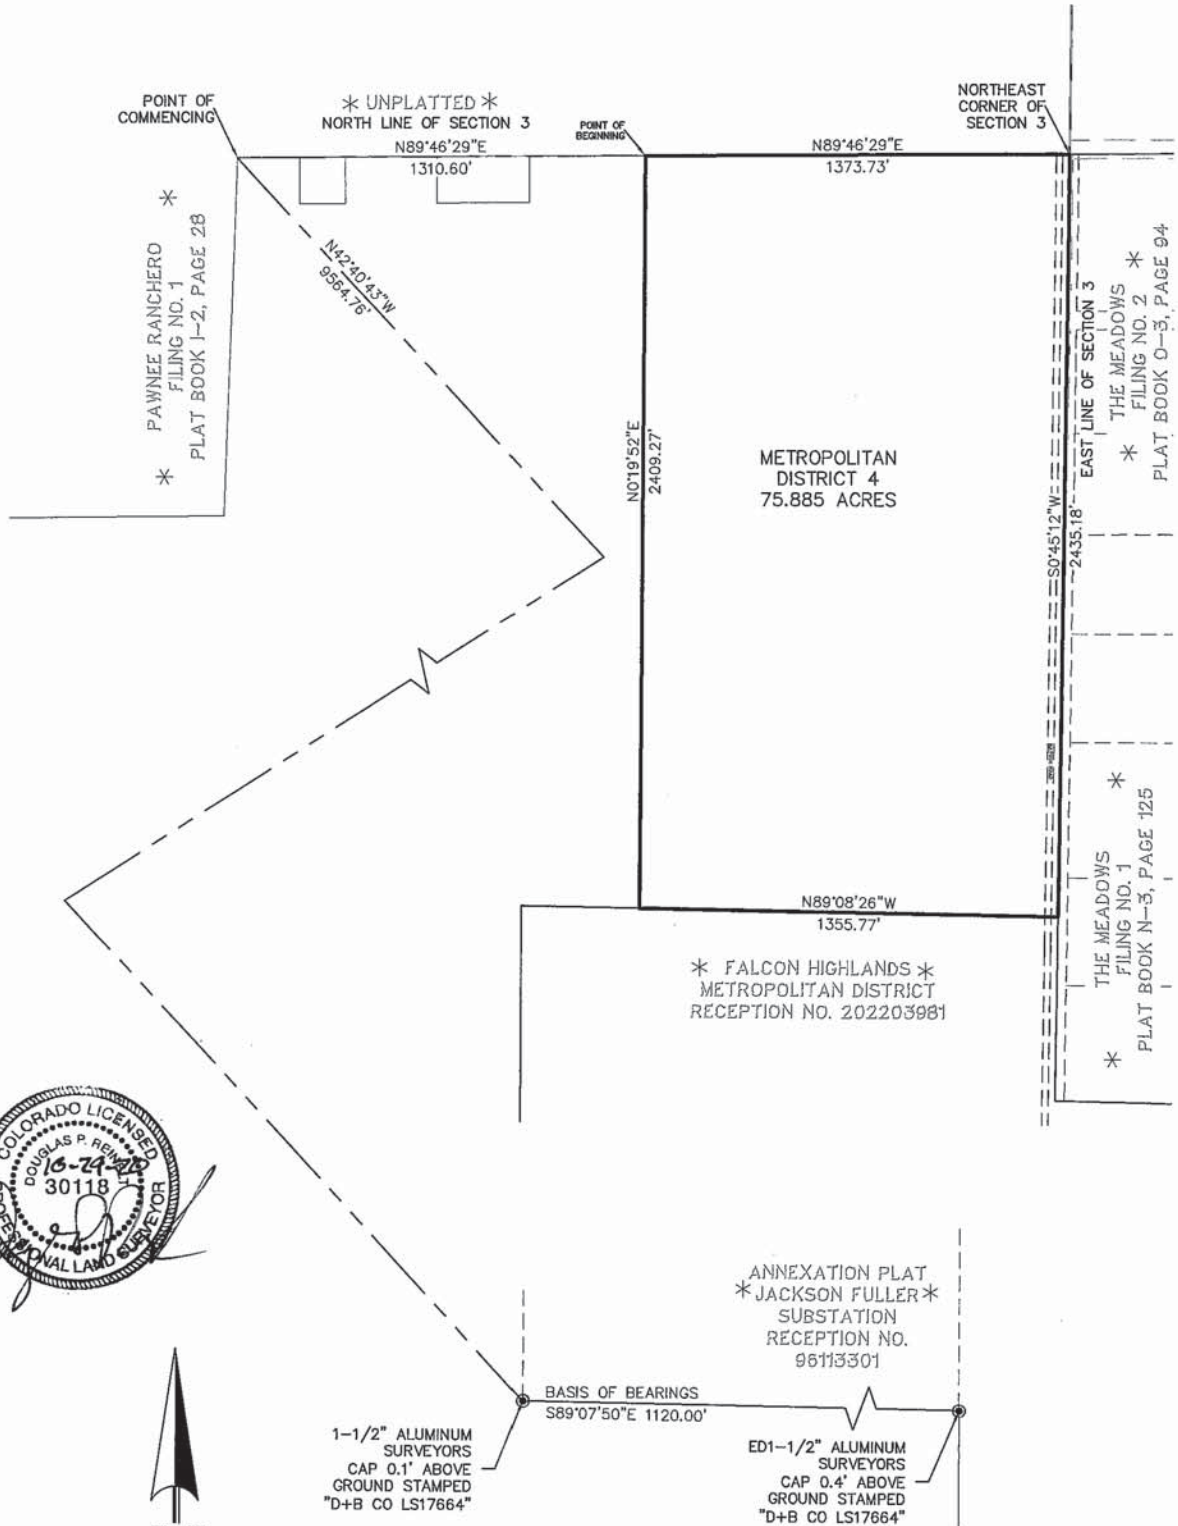 POINT OF
COMMENCING
* UNPLATTED *
NORTH LINE OF SECTION 3
N89°46'29"E
1310.60'
POINT OF
BEGINNING
N89°46'29"E
1373.73'
NORTHEAST
CORNER OF
SECTION 3
* PAWNEE RANCHERO *
FILING NO. 1
PLAT BOOK I-2, PAGE 28
N42°40'43"W
9564.76'
N0°19'52"E
2409.27'
METROPOLITAN
DISTRICT 4
75.885 ACRES
S0°45'12"W
2435.18'
EAST LINE OF SECTION 3
* THE MEADOWS *
FILING NO. 2
PLAT BOOK O-3, PAGE 94
N89°08'26"W
1355.77'
* FALCON HIGHLANDS *
METROPOLITAN DISTRICT
RECEPTION NO. 202203981
* THE MEADOWS *
FILING NO. 1
PLAT BOOK N-3, PAGE 125
COLORADO LICENSED
DOUGLAS P.
30118
PROFESSIONAL LAND SURVEYOR
ANNEXATION PLAT
* JACKSON FULLER *
SUBSTATION
RECEPTION NO.
98113301
BASIS OF BEARINGS
S89°07'50"E 1120.00'
1-1/2" ALUMINUM
SURVEYORS
CAP 0.1' ABOVE
GROUND STAMPED
"D+B CO LS17664"
ED1-1/2" ALUMINUM
SURVEYORS
CAP 0.4' ABOVE
GROUND STAMPED
"D+B CO LS17664"